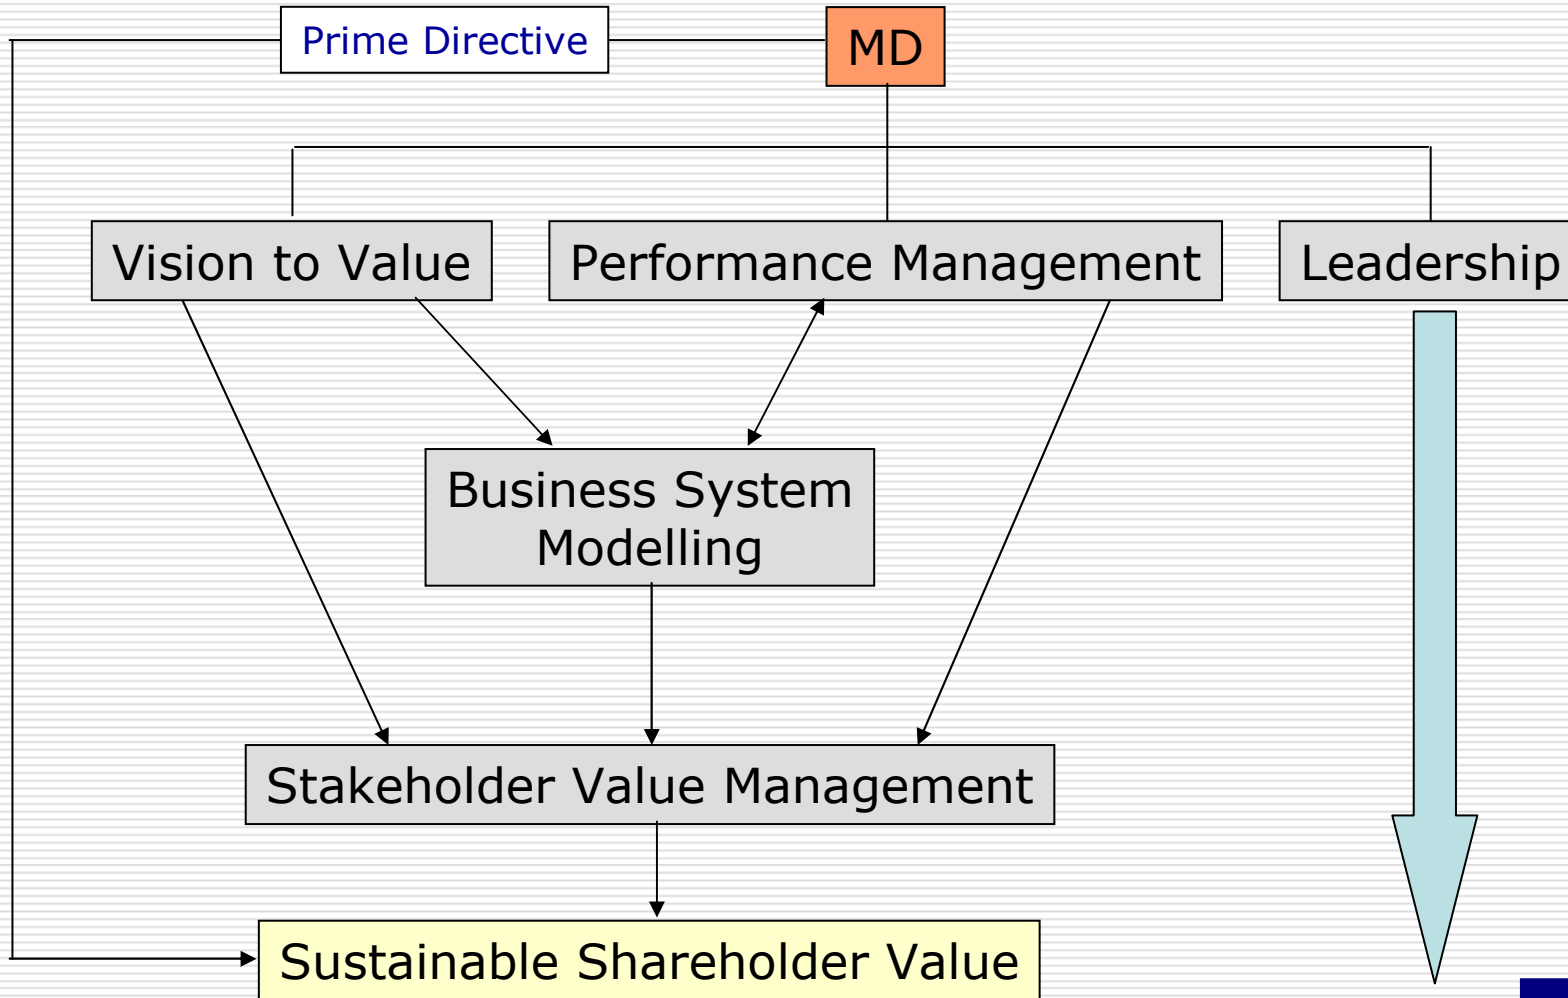 Prime Directive
MD
Vision to Value
Performance Management
Leadership
Business System
Modelling
Stakeholder Value Management
Sustainable Shareholder Value